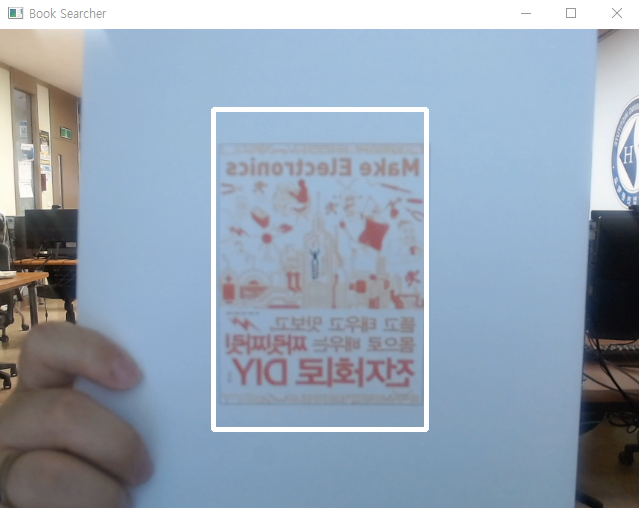 Book Searcher
Make Electronics
뜯고 태우고 맛보고,
몸으로 배우는 짜릿짜릿!
전자회로 DIY
H